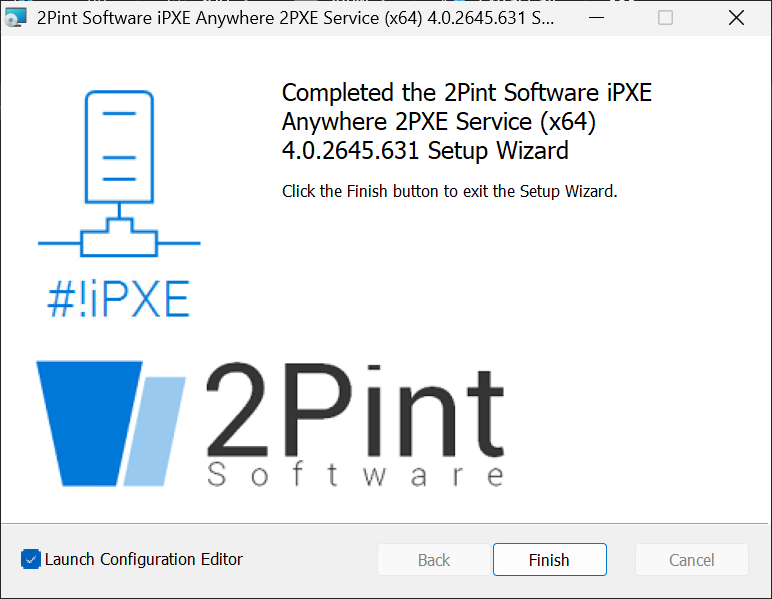 2Pint Software iPXE Anywhere 2PXE Service (x64) 4.0.2645.631 S...
Completed the 2Pint Software iPXE
Anywhere 2PXE Service (x64)
4.0.2645.631 Setup Wizard
Click the Finish button to exit the Setup Wizard.
#!iPXE
2Pint
Software
Launch Configuration Editor
Back
Finish
Cancel